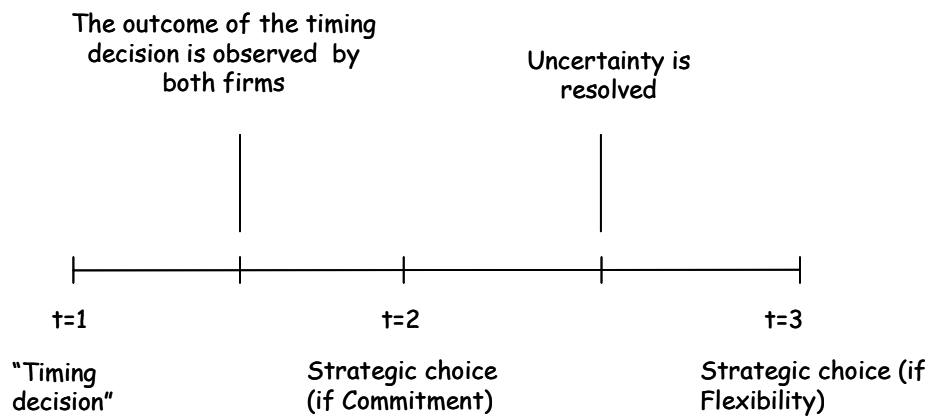 The outcome of the timing
decision is observed by
both firms
Uncertainty is
resolved
t=1
t=2
t=3
"Timing
decision"
Strategic choice
(if Commitment)
Strategic choice (if
Flexibility)